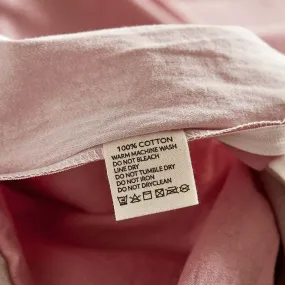 100% COTTON
WARM MACHINE WASH
DO NOT BLEACH
LINE DRY
DO NOT TUMBLE DRY
DO NOT IRON
DO NOT DRYCLEAN